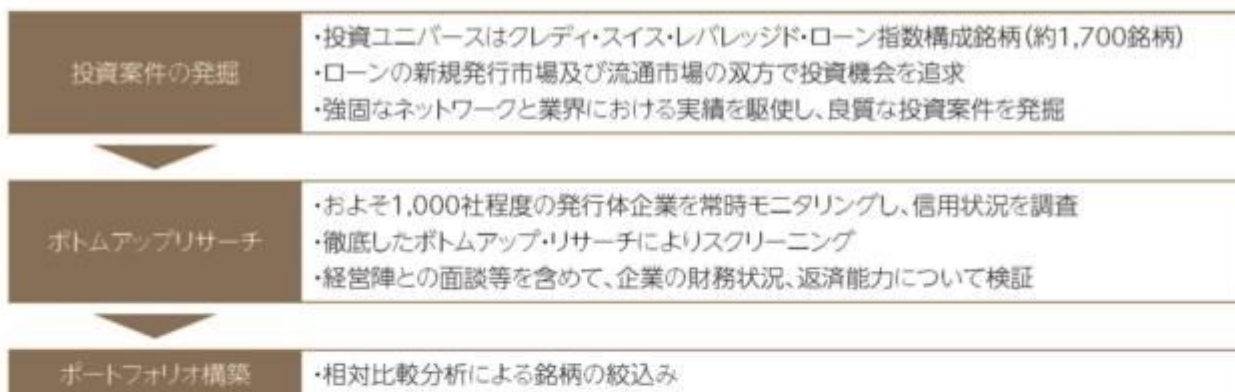 投資案件の発掘
・投資ユニバースはクレディ・スイス・レバレッジド・ローン指数構成銘柄(約1,700銘柄)
・ローンの新規発行市場及び流通市場の双方で投資機会を追求
・強固なネットワークと業界における実績を駆使し、良質な投資案件を発掘
ボトムアップリサーチ
・およそ1,000社程度の発行体企業を常時モニタリングし、信用状況を調査
・徹底したボトムアップ・リサーチによりスクリーニング
・経営陣との面談等を含めて、企業の財務状況、返済能力について検証
ポートフォリオ構築
・相対比較分析による銘柄の絞込み